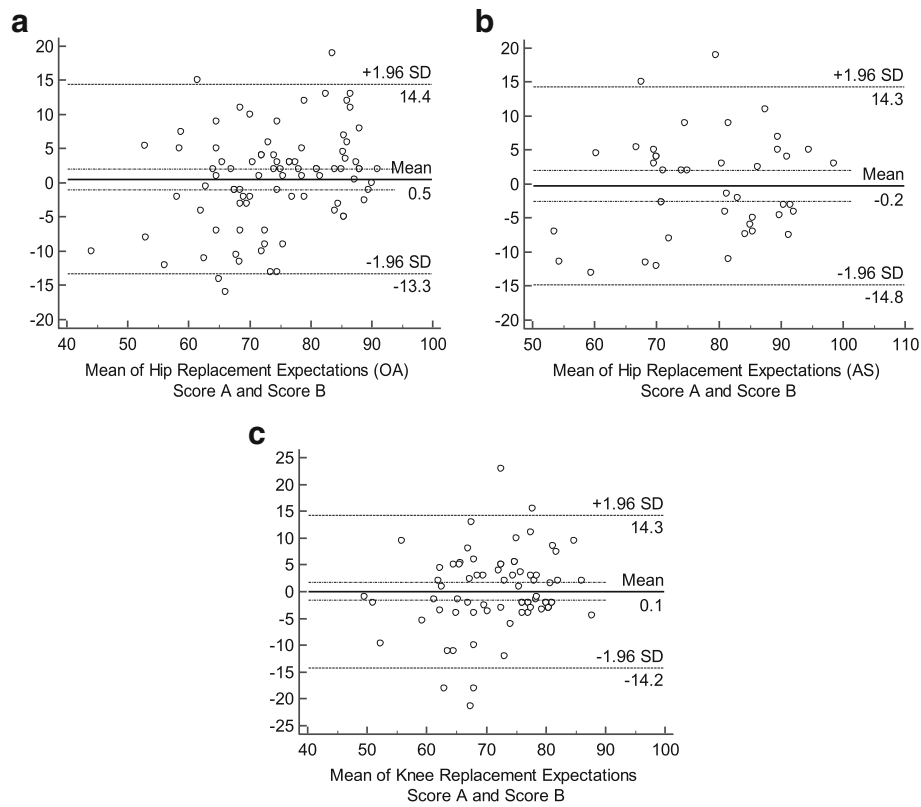 a
20
15
10
5
0
-5
-10
-15
-20
+1.96 SD
14.4
Mean
0.5
-1.96 SD
-13.3
40 50 60 70 80 90 100
Mean of Hip Replacement Expectations (OA)
Score A and Score B
b
20
15
10
5
0
-5
-10
-15
-20
+1.96 SD
14.3
Mean
-0.2
-1.96 SD
-14.8
50 60 70 80 90 100 110
Mean of Hip Replacement Expectations (AS)
Score A and Score B
c
25
20
15
10
5
0
-5
-10
-15
-20
-25
+1.96 SD
14.3
Mean
0.1
-1.96 SD
-14.2
40 50 60 70 80 90 100
Mean of Knee Replacement Expectations
Score A and Score B